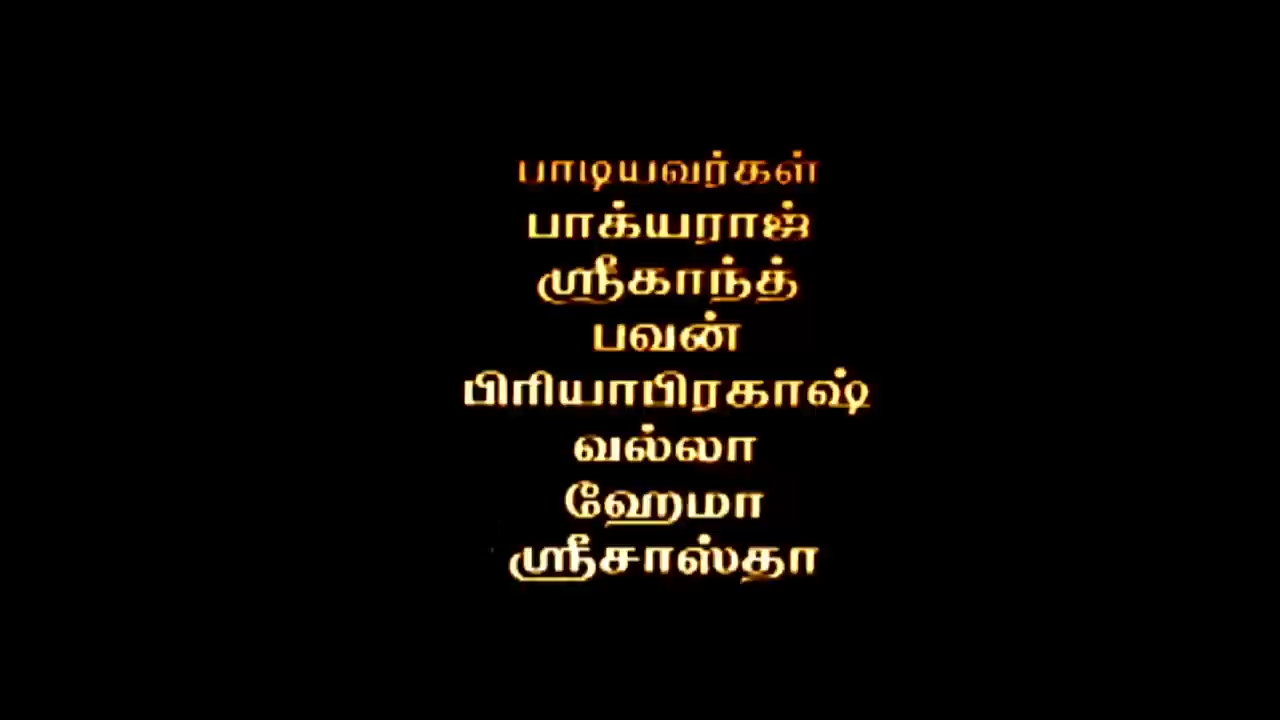 பாடியவர்கள்
பாக்யராஜ்
ஸ்ரீகாந்த்
பவன்
பிரியாபிரகாஷ்
வல்லா
ஹேமா
ஸ்ரீசாஸ்தா